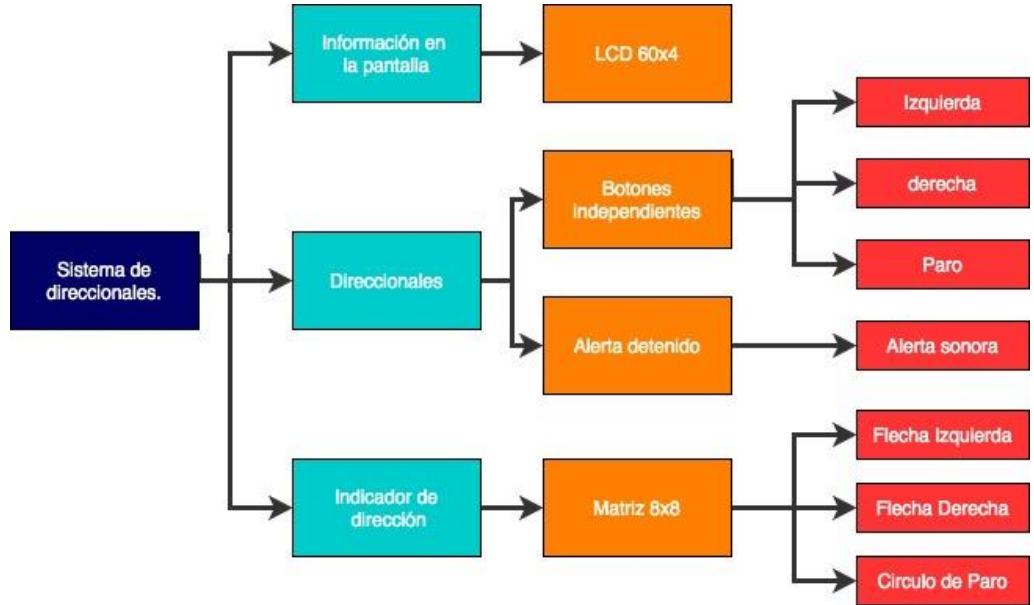 Información en
la pantalla
LCD 60x4
Izquierda
Botones
independientes
derecha
Paro
Sistema de
direccionales.
Direccionales
Alerta detenido
Alerta sonora
Flecha Izquierda
Indicador de
dirección
Matriz 8x8
Flecha Derecha
Circulo de Paro